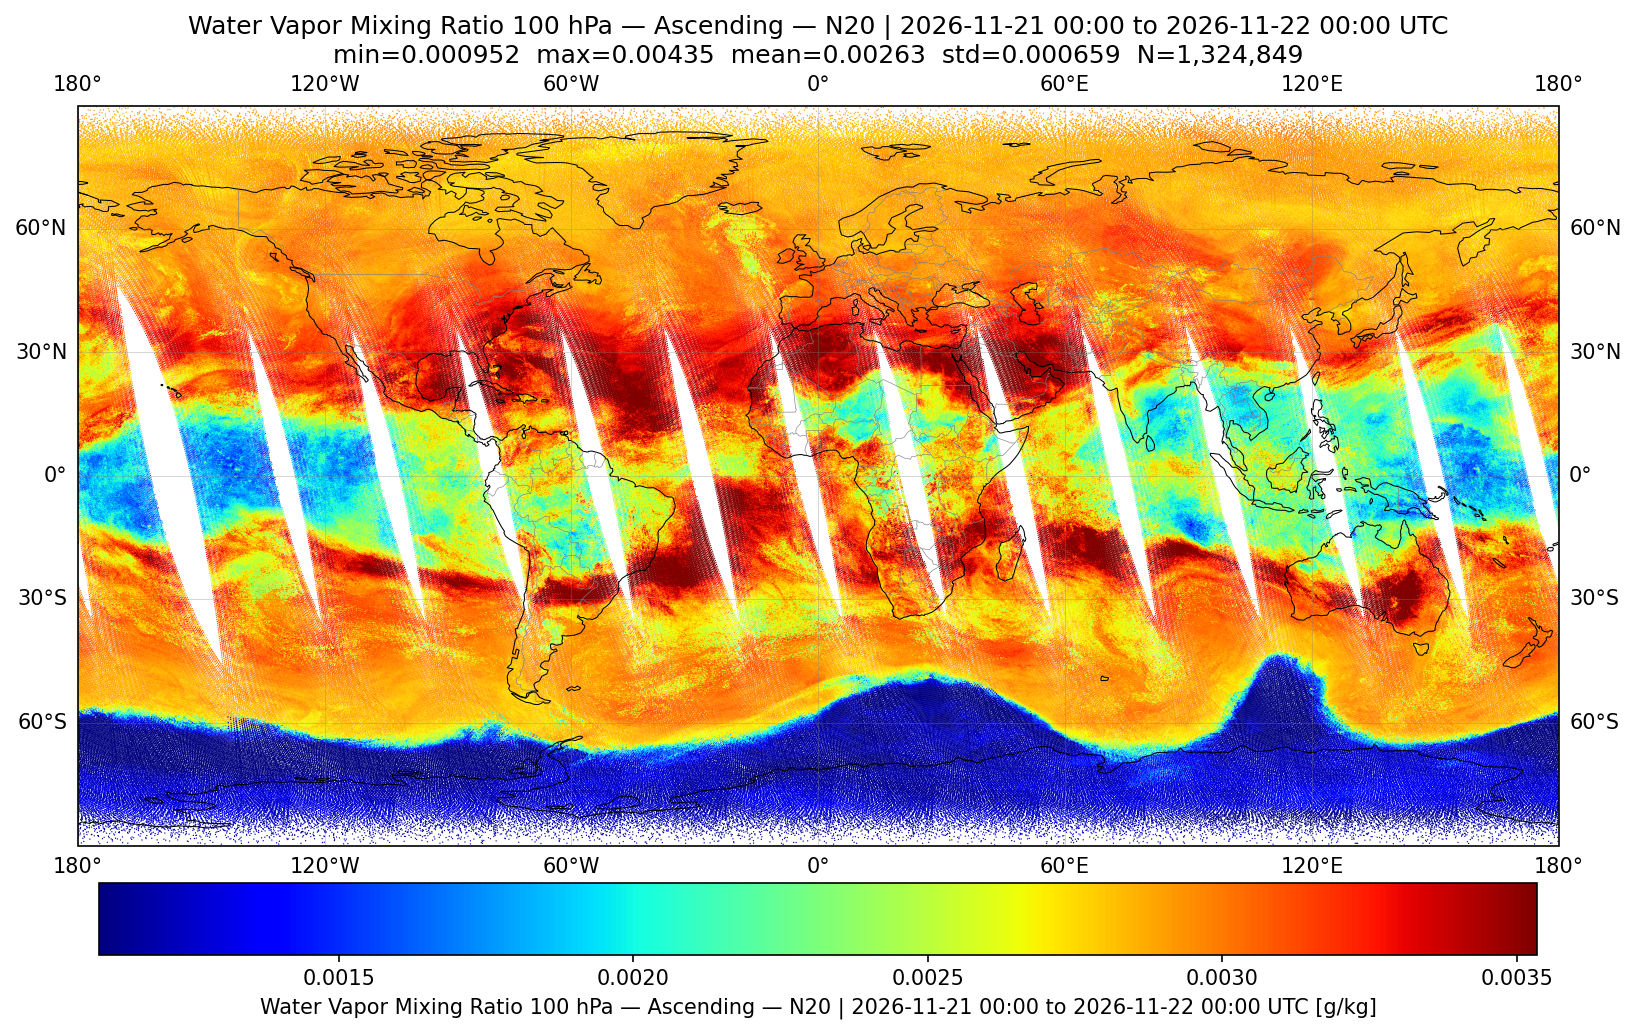 Water Vapor Mixing Ratio 100 hPa — Ascending — N20 | 2026-11-21 00:00 to 2026-11-22 00:00 UTC
min=0.000952 max=0.00435 mean=0.00263 std=0.000659 N=1,324,849
180° 120°W 60°W 0° 60°E 120°E 180°
60°N 60°N
30°N 30°N
0° 0°
30°S 30°S
60°S 60°S
180° 120°W 60°W 0° 60°E 120°E 180°
0.0015 0.0020 0.0025 0.0030 0.0035
Water Vapor Mixing Ratio 100 hPa — Ascending — N20 | 2026-11-21 00:00 to 2026-11-22 00:00 UTC [g/kg]